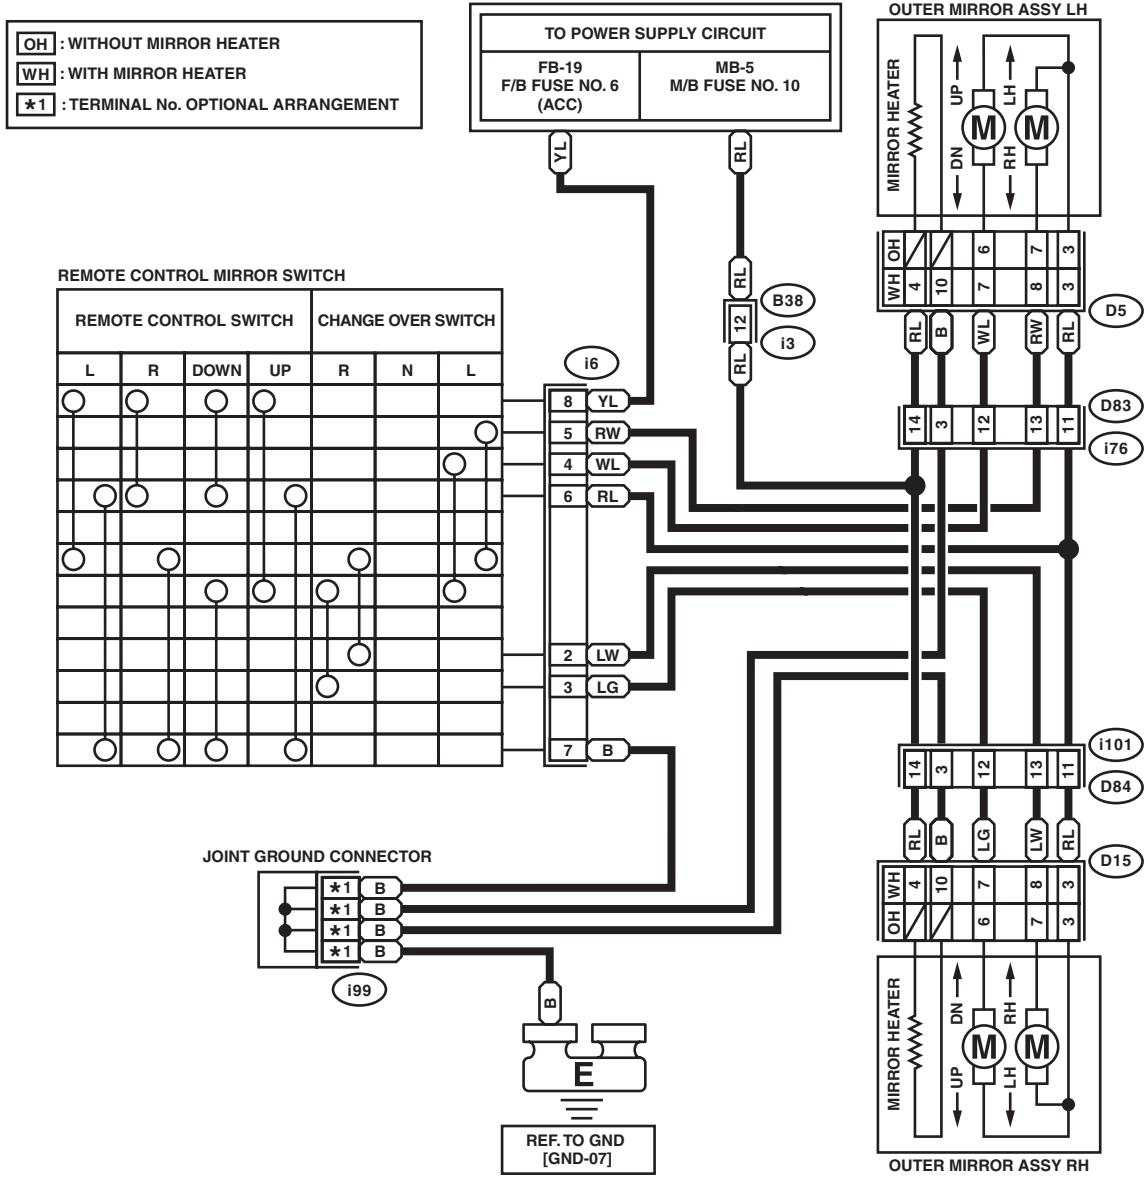 OH : WITHOUT MIRROR HEATER
WH : WITH MIRROR HEATER
*1 : TERMINAL No. OPTIONAL ARRANGEMENT
TO POWER SUPPLY CIRCUIT
FB-19
F/B FUSE NO. 6
(ACC)
MB-5
M/B FUSE NO. 10
YL
RL
RL
12
RL
B38
i3
OUTER MIRROR ASSY LH
MIRROR HEATER
UP
DN
M
LH
RH
M
OH 6 7 3
WH 4 10 7 8 3
D5
RL B WL RW RL
D83
14 3 12 13 11
i76
REMOTE CONTROL MIRROR SWITCH
REMOTE CONTROL SWITCH
CHANGE OVER SWITCH
L R DOWN UP R N L
i6
8 YL
5 RW
4 WL
6 RL
2 LW
3 LG
7 B
i101
14 3 12 13 11
D84
RL B LG LW RL
D15
WH 4 10 7 8 3
OH 6 7 3
MIRROR HEATER
DN
UP
M
RH
LH
M
OUTER MIRROR ASSY RH
JOINT GROUND CONNECTOR
*1 B
*1 B
*1 B
*1 B
i99
B
E
REF. TO GND
[GND-07]